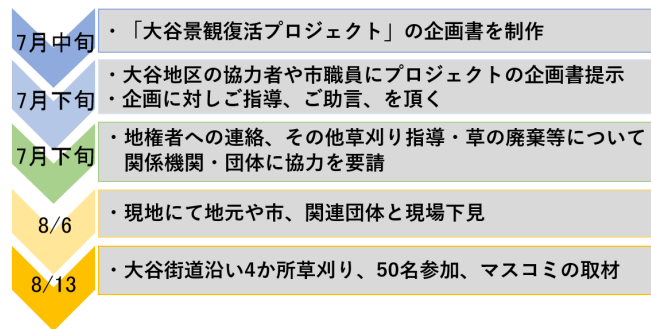 7月中旬
・「大谷景観復活プロジェクト」の企画書を制作
7月下旬
・大谷地区の協力者や市職員にプロジェクトの企画書提示
・企画に対しご指導、ご助言、を頂く
7月下旬
・地権者への連絡、その他草刈り指導・草の廃棄等について
関係機関・団体に協力を要請
8/6
・現地にて地元や市、関連団体と現場下見
8/13
・大谷街道沿い4か所草刈り、50名参加、マスコミの取材